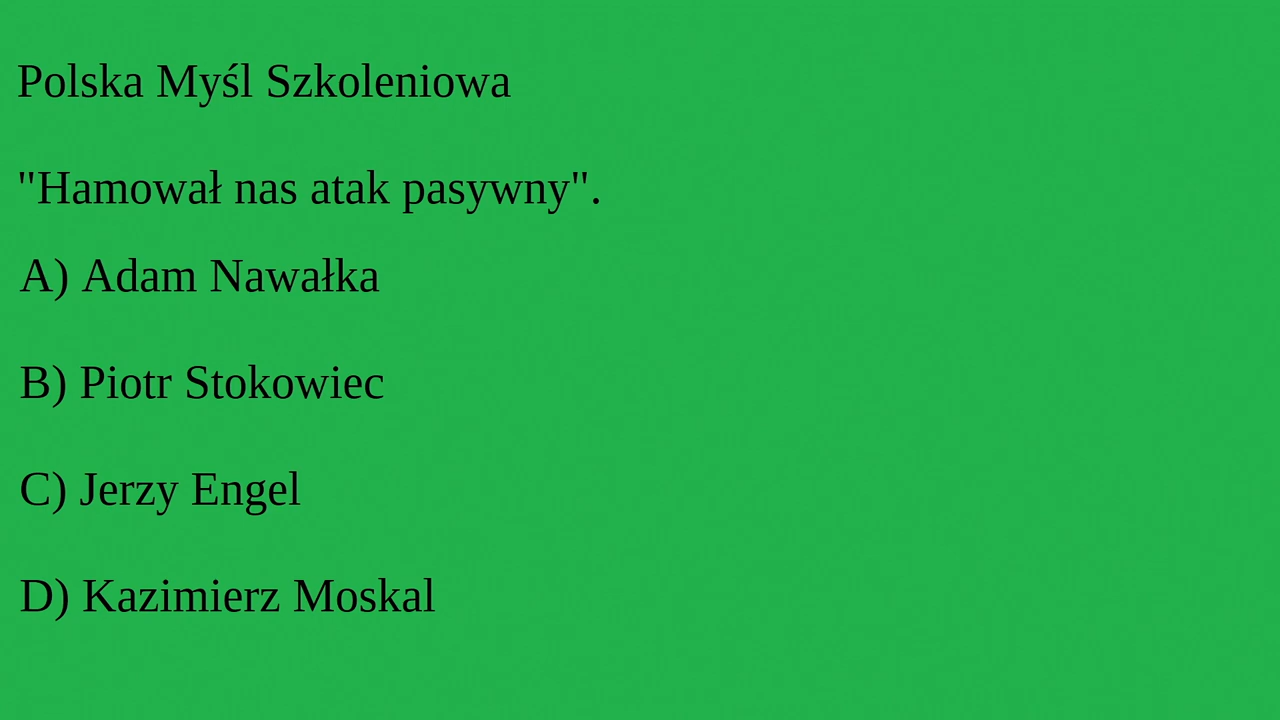 Polska Myśl Szkoleniowa
"Hamował nas atak pasywny".
A) Adam Nawałka
B) Piotr Stokowiec
C) Jerzy Engel
D) Kazimierz Moskal